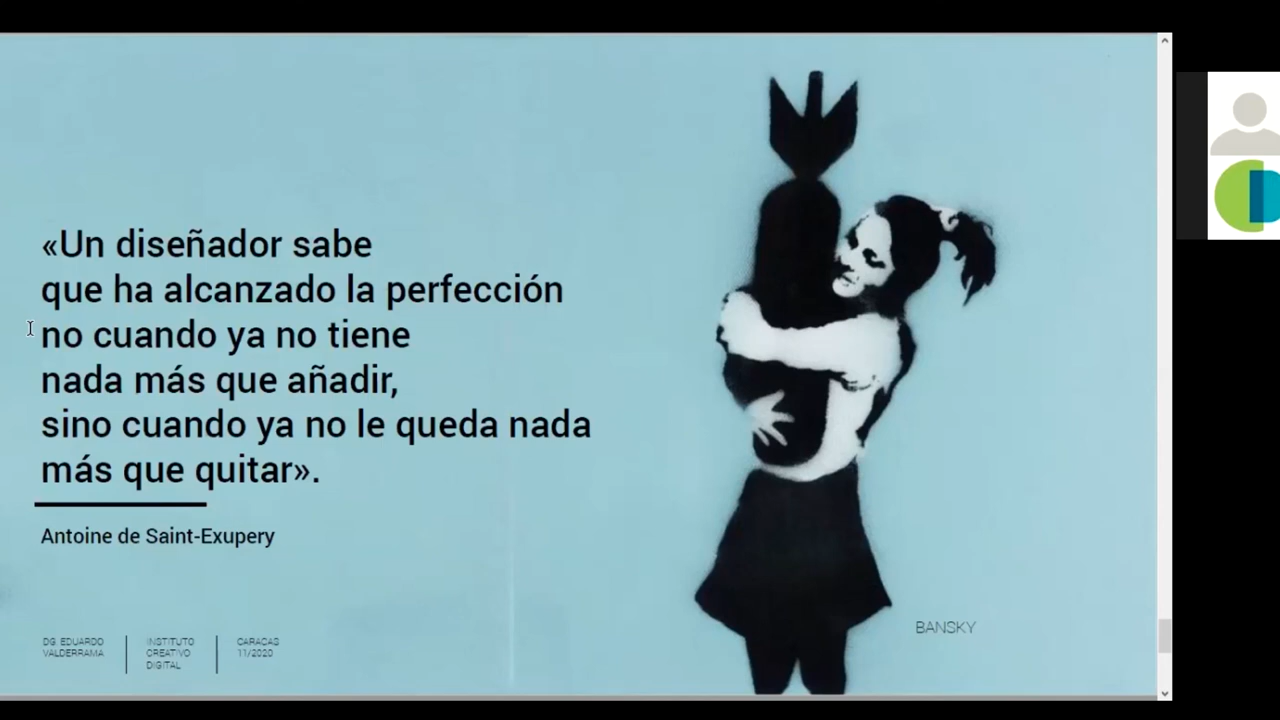 «Un diseñador sabe
que ha alcanzado la perfección
no cuando ya no tiene
nada más que añadir,
sino cuando ya no le queda nada
más que quitar».
Antoine de Saint-Exupery
BANSKY
DG. EDUARDO
VALDERRAMA
INSTITUTO
CREATIVO
DIGITAL
CARACAS
11/2020